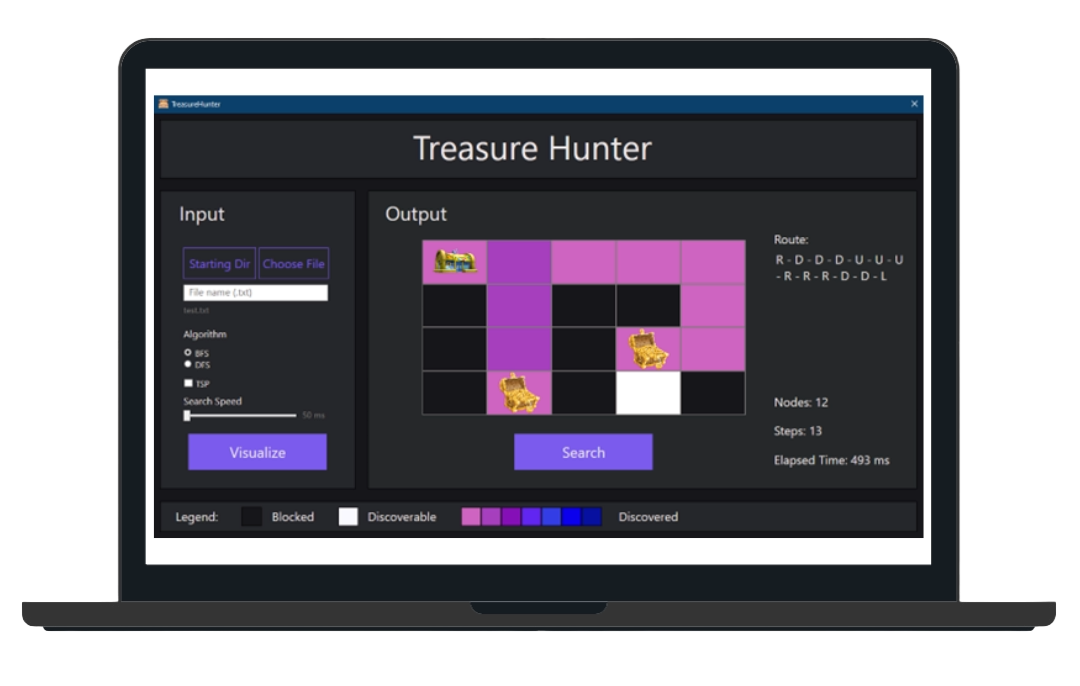 TreasureHunter
Treasure Hunter
Input
Starting Dir
Choose File
File name (.txt)
test.txt
Algorithm
BFS
DFS
TSP
Search Speed
50 ms
Visualize
Output
Route:
R - D - D - D - U - U - U
- R - R - R - D - D - L
Nodes: 12
Steps: 13
Elapsed Time: 493 ms
Search
Legend:
Blocked
Discoverable
Discovered